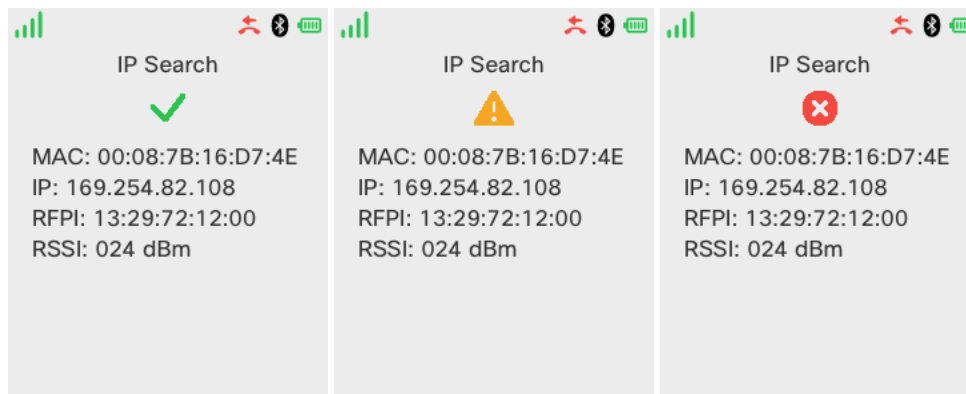 IP Search
MAC: 00:08:7B:16:D7:4E
IP: 169.254.82.108
RFPI: 13:29:72:12:00
RSSI: 024 dBm
IP Search
MAC: 00:08:7B:16:D7:4E
IP: 169.254.82.108
RFPI: 13:29:72:12:00
RSSI: 024 dBm
IP Search
MAC: 00:08:7B:16:D7:4E
IP: 169.254.82.108
RFPI: 13:29:72:12:00
RSSI: 024 dBm